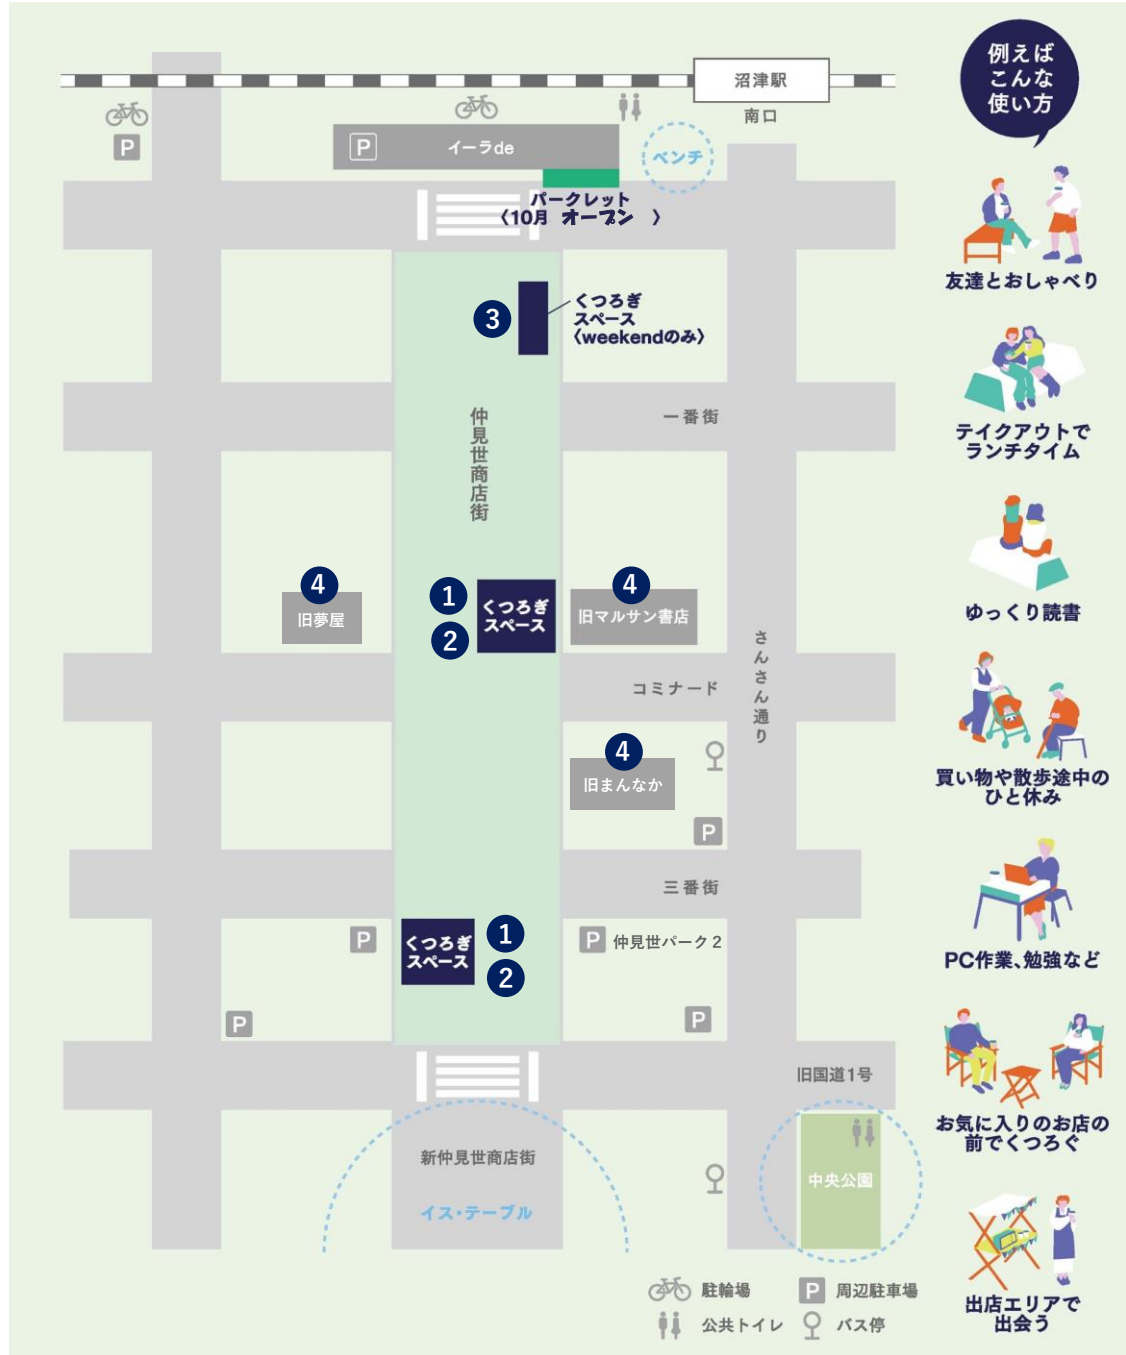 例えば
こんな
使い方
沼津駅
南口
P
P
イーラde
ベンチ
パークレット
〈10月 オープン 〉
友達とおしゃべり
3
くつろぎ
スペース
〈weekendのみ〉
仲見世商店街
一番街
テイクアウトで
ランチタイム
4
旧夢屋
1
2
くつろぎ
スペース
4
旧マルサン書店
ゆっくり読書
コミナード
さんさん通り
4
旧まんなか
P
買い物や散歩途中の
ひと休み
三番街
P
くつろぎ
スペース
1
2
P
仲見世パーク2
PC作業、勉強など
P
P
旧国道1号
お気に入りのお店の
前でくつろぐ
新仲見世商店街
イス・テーブル
中央公園
駐輪場
P
周辺駐車場
公共トイレ
バス停
出店エリアで
出会う